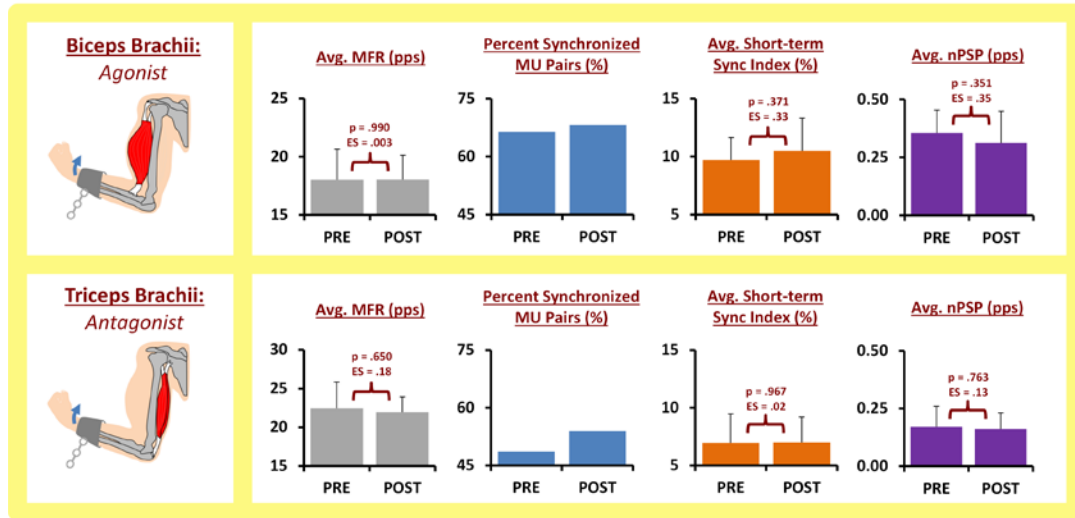 Biceps Brachii:
Agonist
Avg. MFR (pps)
25
20
15
p = .990
ES = .003
PRE POST
Percent Synchronized
MU Pairs (%)
75
60
45
PRE POST
Avg. Short-term
Sync Index (%)
15
10
5
p = .371
ES = .33
PRE POST
Avg. nPSP (pps)
0.50
0.25
0.00
p = .351
ES = .35
PRE POST
Triceps Brachii:
Antagonist
Avg. MFR (pps)
30
25
20
15
p = .650
ES = .18
PRE POST
Percent Synchronized
MU Pairs (%)
75
60
45
PRE POST
Avg. Short-term
Sync Index (%)
15
10
5
p = .967
ES = .02
PRE POST
Avg. nPSP (pps)
0.50
0.25
0.00
p = .763
ES = .13
PRE POST